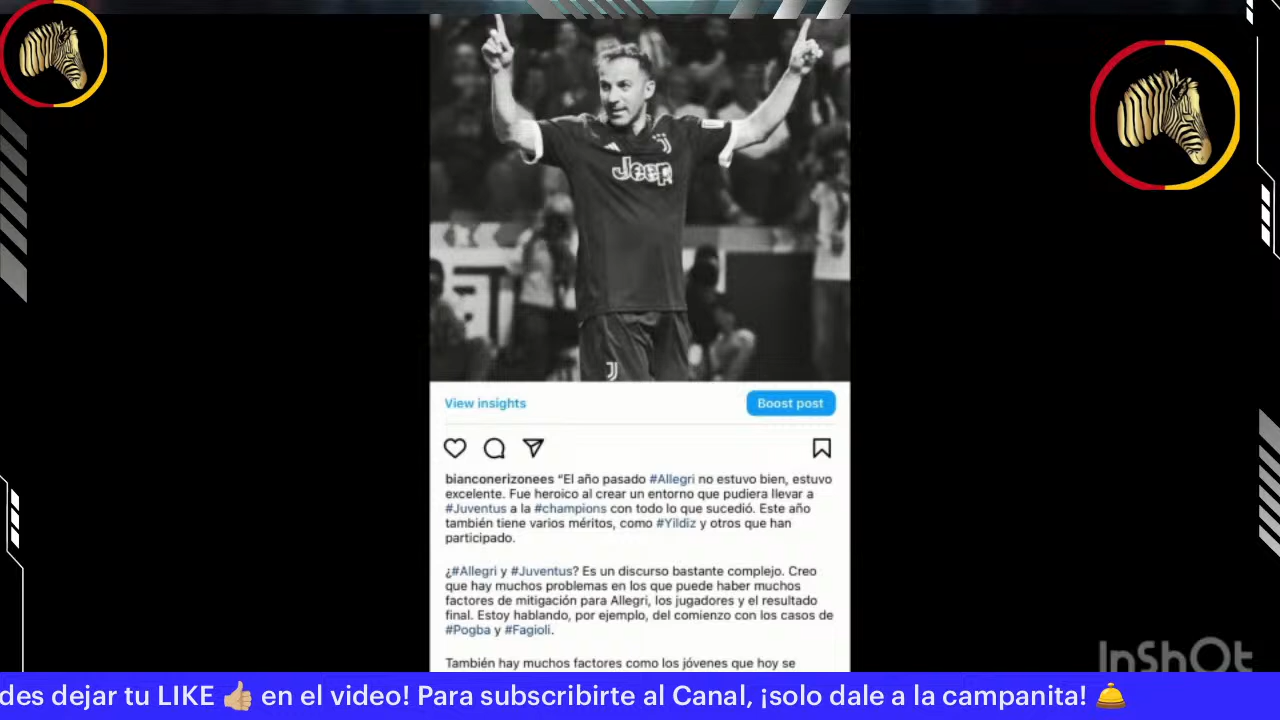 Jeep
View insights
Boost post
bianconerizonees “El año pasado #Allegri no estuvo bien, estuvo
excelente. Fue heroico al crear un entorno que pudiera llevar a
#Juventus a la #champions con todo lo que sucedió. Este año
también tiene varios méritos, como #Yildiz y otros que han
participado.
¿#Allegri y #Juventus? Es un discurso bastante complejo. Creo
que hay muchos problemas en los que puede haber muchos
factores de mitigación para Allegri, los jugadores y el resultado
final. Estoy hablando, por ejemplo, del comienzo con los casos de
#Pogba y #Fagioli.
También hay muchos factores como los jóvenes que hoy se
InShOt
des dejar tu LIKE 👍🏼 en el video! Para subscribirte al Canal, ¡solo dale a la campanita! 🛎️